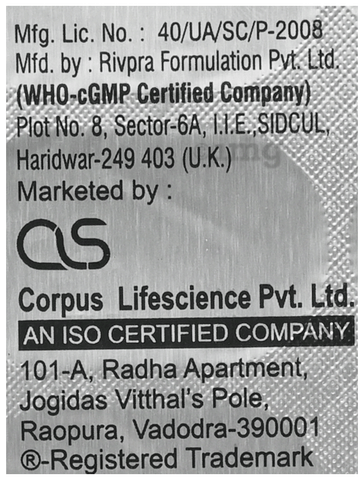 Mfg. Lic. No. : 40/UA/SC/P-2008
Mfd. by : Rivpra Formulation Pvt. Ltd.
(WHO-cGMP Certified Company)
Plot No. 8, Sector-6A, I.I.E.,SIDCUL,
Haridwar-249 403 (U.K.)
Marketed by :
CLS
Corpus Lifescience Pvt. Ltd.
AN ISO CERTIFIED COMPANY
101-A, Radha Apartment,
Jogidas Vitthal's Pole,
Raopura, Vadodra-390001
®-Registered Trademark